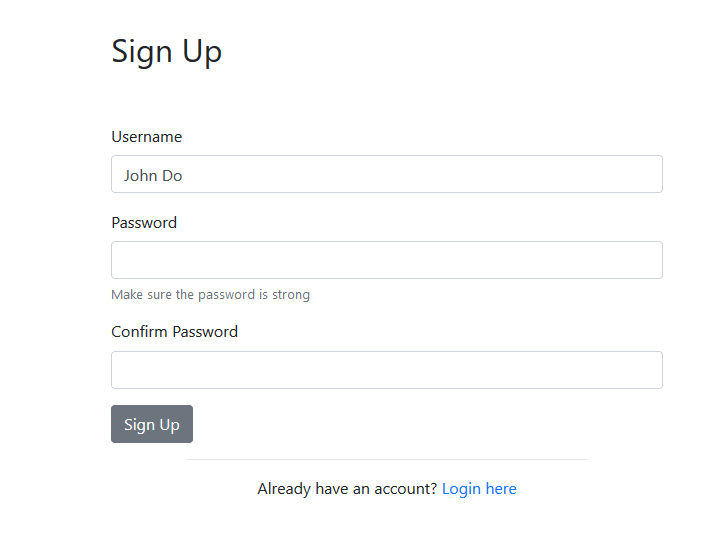 Sign Up
Username
John Do
Password
Make sure the password is strong
Confirm Password
Sign Up
Already have an account? Login here